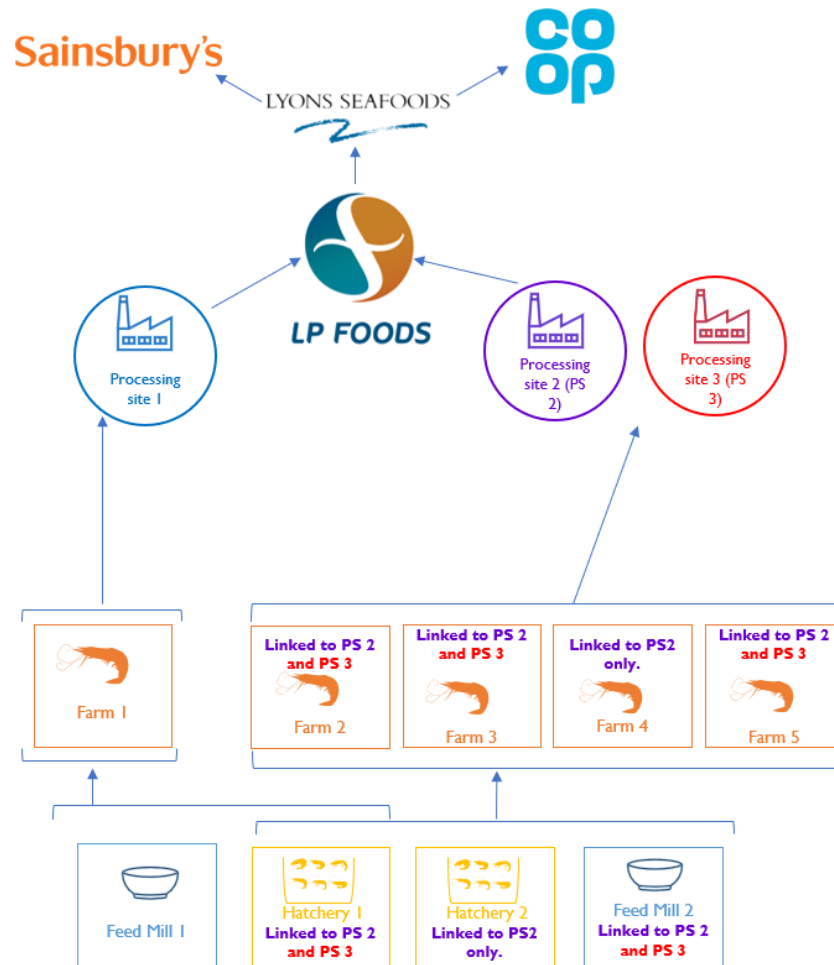 Sainsbury's
CO
OP
LYONS SEAFOODS
LP FOODS
Processing
site 1
Processing
site 2 (PS
2)
Processing
site 3 (PS
3)
Farm 1
Linked to PS 2
and PS 3
Farm 2
Linked to PS 2
and PS 3
Farm 3
Linked to PS2
only.
Farm 4
Linked to PS 2
and PS 3
Farm 5
Feed Mill 1
Hatchery 1
Linked to PS 2
and PS 3
Hatchery 2
Linked to PS2
only.
Feed Mill 2
Linked to PS 2
and PS 3